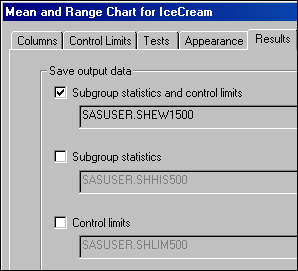 Mean and Range Chart for IceCream
Columns Control Limits Tests Appearance Results
Save output data
Subgroup statistics and control limits
SASUSER.SHEW1500
Subgroup statistics
SASUSER.SHHIS500
Control limits
SASUSER.SHLIM500